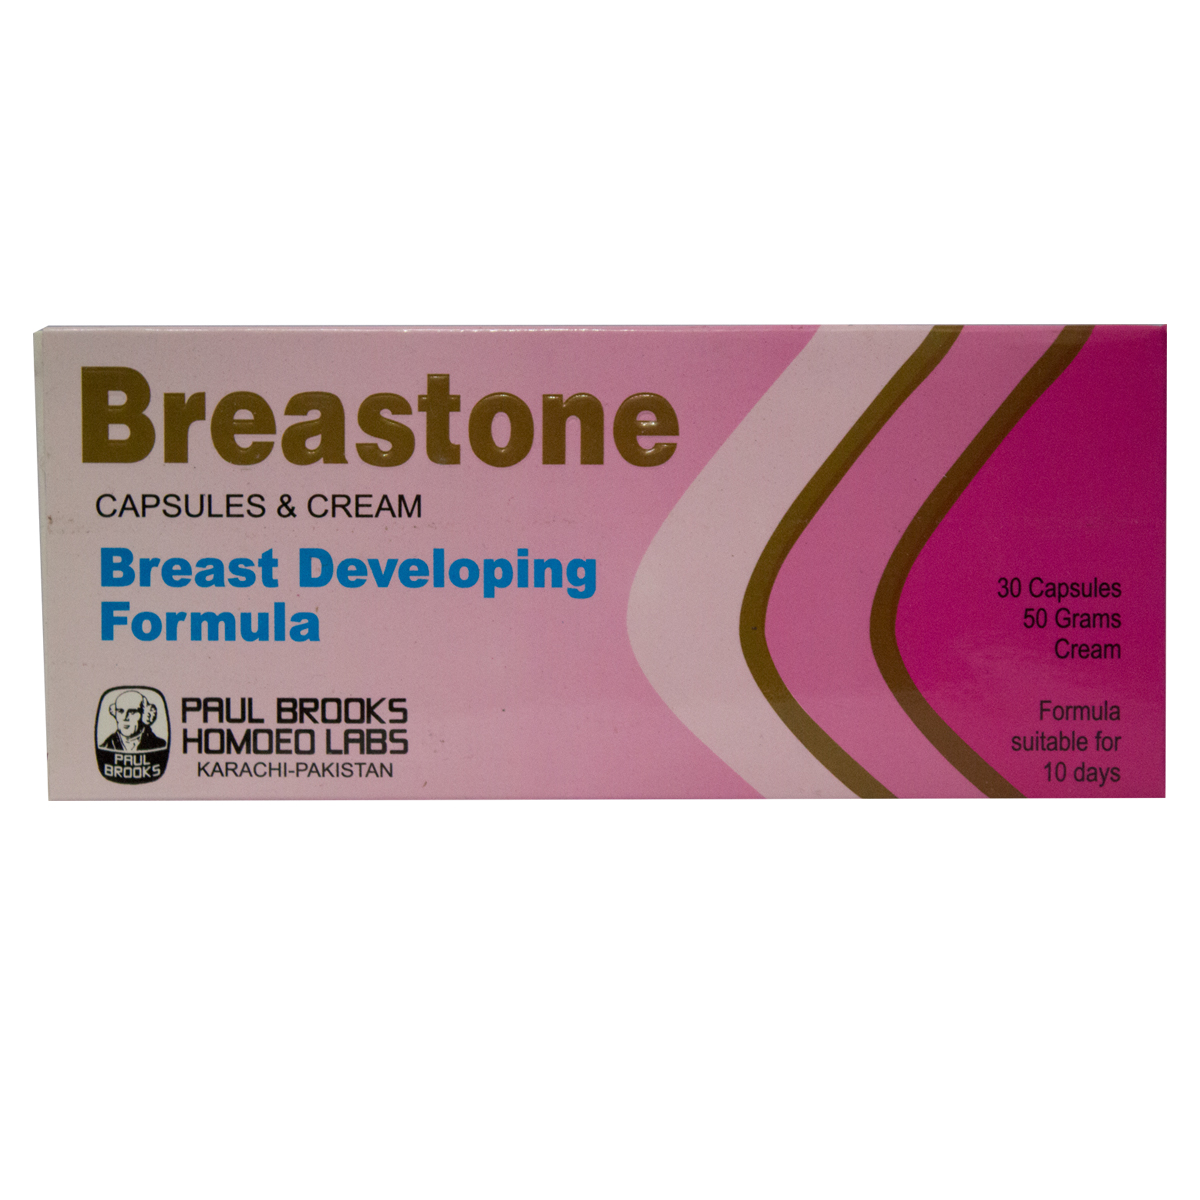 Breastone
CAPSULES & CREAM
Breast Developing
Formula
PAUL BROOKS
HOMOEO LABS
KARACHI-PAKISTAN
PAUL
BROOKS
30 Capsules
50 Grams
Cream
Formula
suitable for
10 days